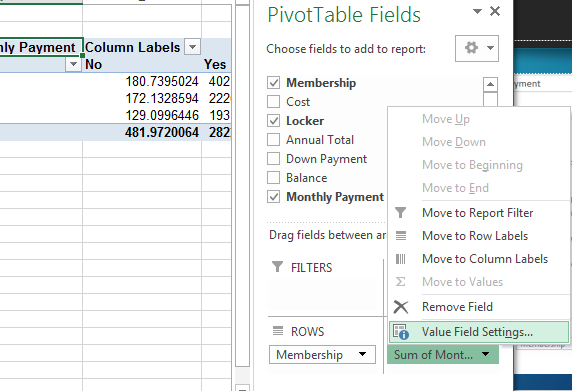 PivotTable Fields
Choose fields to add to report:
Membership
Cost
Locker
Annual Total
Down Payment
Balance
Monthly Payment
Drag fields between
FILTERS
ROWS
Membership
Sum of Mont...
hly Payment Column Labels
No Yes
180.7395024 402
172.1328594 222
129.0996446 193
481.9720064 282
Move Up
Move Down
Move to Beginning
Move to End
Move to Report Filter
Move to Row Labels
Move to Column Labels
Move to Values
Remove Field
Value Field Settings...
yment